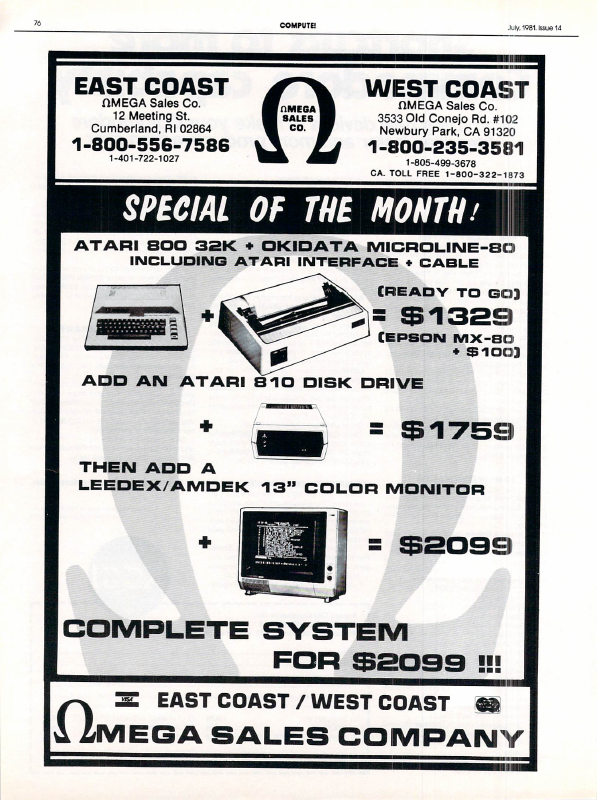 76
COMPUTE!
July, 1981. Issue 14
EAST COAST
ΩMEGA Sales Co.
12 Meeting St.
Cumberland, RI 02864
1-800-556-7586
1-401-722-1027
ΩMEGA
SALES
CO.
WEST COAST
ΩMEGA Sales Co.
3533 Old Conejo Rd. #102
Newbury Park, CA 91320
1-800-235-3581
1-805-499-3678
CA. TOLL FREE 1-800-322-1873
SPECIAL OF THE MONTH!
ATARI 800 32K + OKIDATA MICROLINE-80
INCLUDING ATARI INTERFACE + CABLE
(READY TO GO)
+ = $1329
(EPSON MX-80
+ $100)
ADD AN ATARI 810 DISK DRIVE
+ = $1759
THEN ADD A
LEEDEX/AMDEK 13" COLOR MONITOR
+ = $2099
COMPLETE SYSTEM
FOR $2099 !!!
VISA
EAST COAST / WEST COAST
ΩMEGA SALES COMPANY